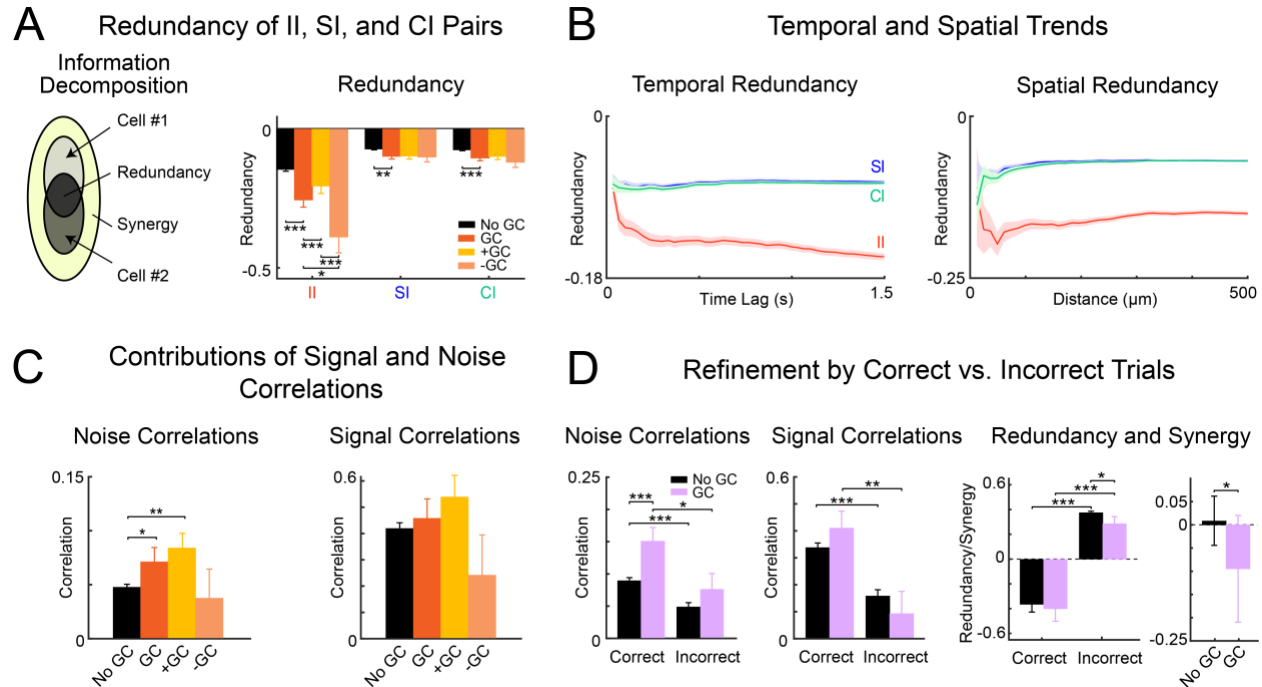 A
Redundancy of II, SI, and CI Pairs
Information
Decomposition
Cell #1
Redundancy
Synergy
Cell #2
Redundancy
0
Redundancy
-0.5
***
***
***
*
**
***
No GC
GC
+GC
-GC
II
SI
CI
B
Temporal and Spatial Trends
Temporal Redundancy
0
Redundancy
-0.18
SI
CI
II
0
Time Lag (s)
1.5
Spatial Redundancy
0
Redundancy
-0.25
0
Distance (µm)
500
C
Contributions of Signal and Noise
Correlations
Noise Correlations
0.15
Correlation
0
**
*
No GC
GC
+GC
-GC
Signal Correlations
0.6
Correlation
0
No GC
GC
+GC
-GC
D
Refinement by Correct vs. Incorrect Trials
Noise Correlations
0.25
Correlation
0
***
*
***
No GC
GC
Correct
Incorrect
Signal Correlations
0.6
Correlation
0
**
***
Correct
Incorrect
Redundancy and Synergy
0.6
Redundancy/Synergy
0
-0.6
*
***
***
Correct
Incorrect
0.05
0
-0.25
*
No GC
GC